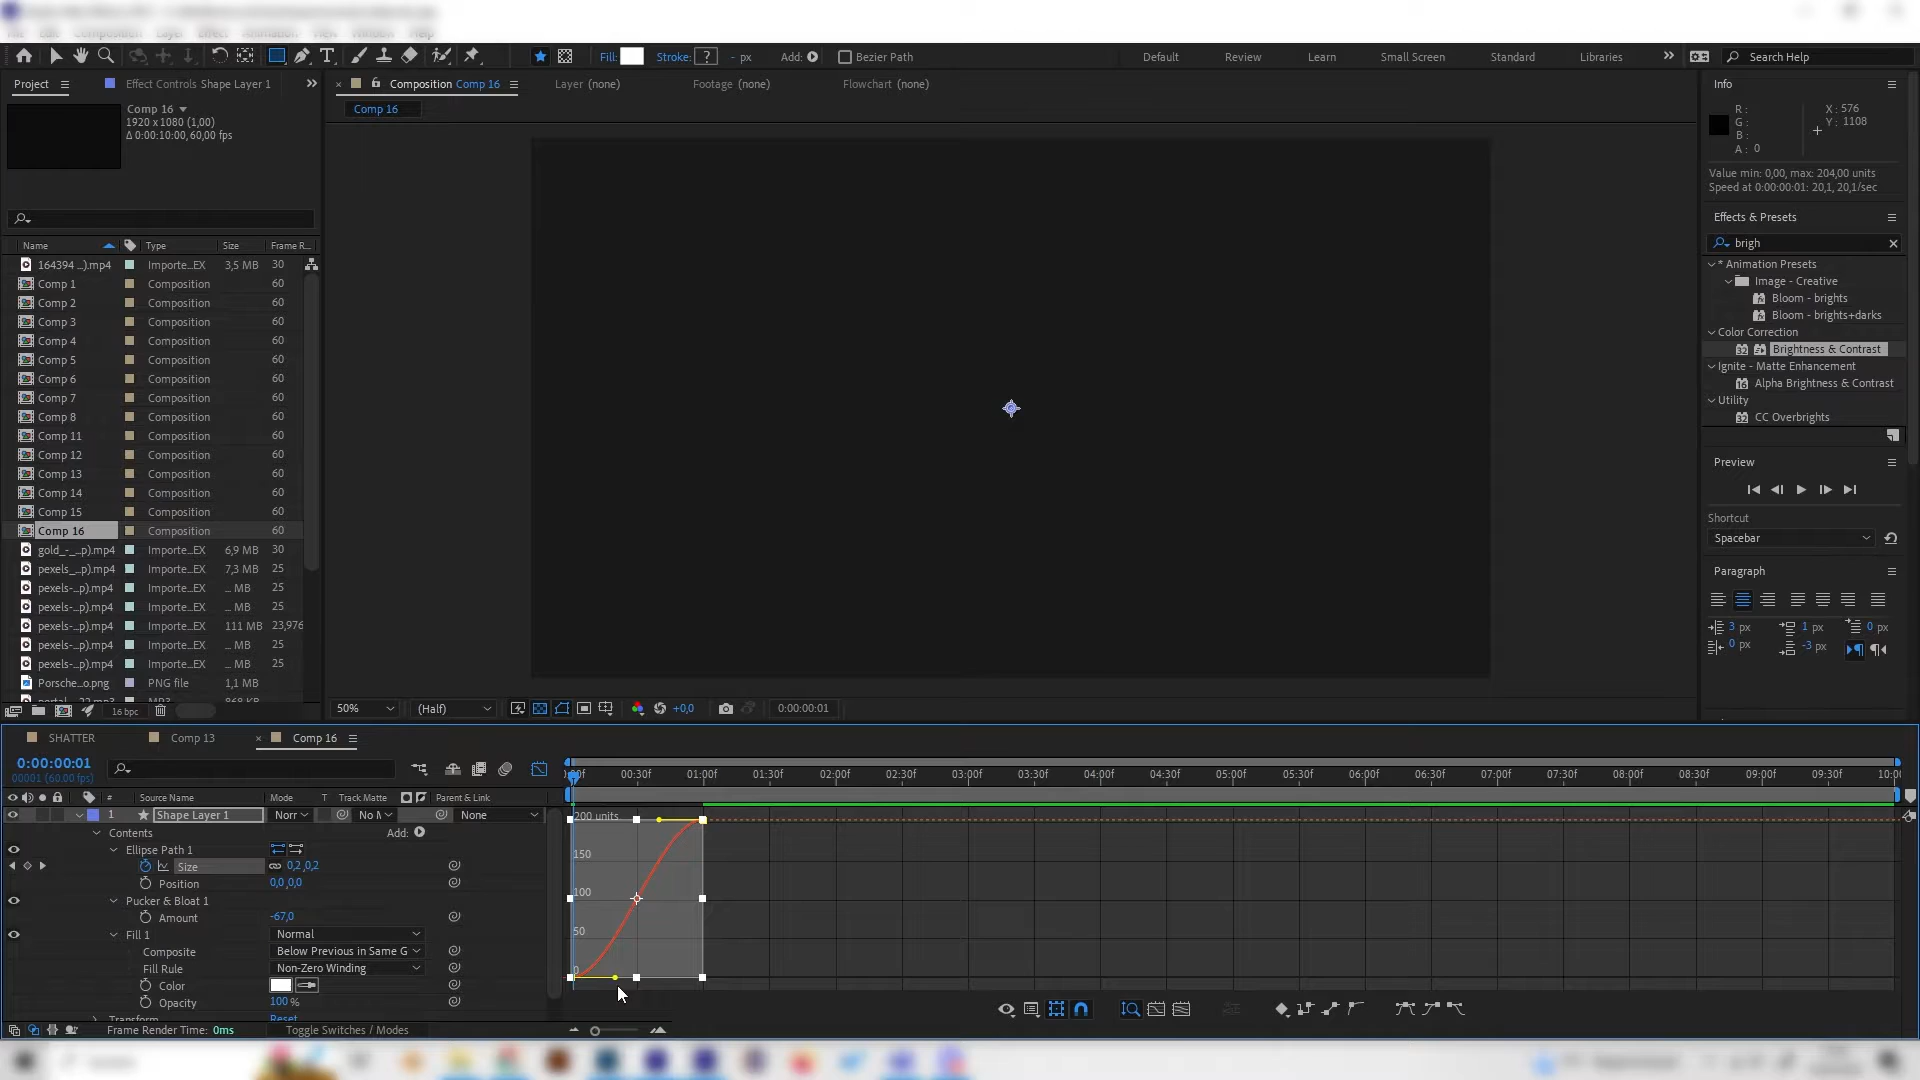 Fill:
Stroke: ? - px
Add:
Bezier Path
Default
Review
Learn
Small Screen
Standard
Libraries
Search Help
Project
Effect Controls Shape Layer 1
Composition Comp 16
Layer (none)
Footage (none)
Flowchart (none)
Comp 16
1920 x 1080 (1,00)
Δ 0:00:10:00, 60,00 fps
Comp 16
Name Type Size Frame R...
164394 ...).mp4 Importe...EX 3,5 MB 30
Comp 1 Composition 60
Comp 2 Composition 60
Comp 3 Composition 60
Comp 4 Composition 60
Comp 5 Composition 60
Comp 6 Composition 60
Comp 7 Composition 60
Comp 8 Composition 60
Comp 11 Composition 60
Comp 12 Composition 60
Comp 13 Composition 60
Comp 14 Composition 60
Comp 15 Composition 60
Comp 16 Composition 60
gold_-_...p).mp4 Importe...EX 6,9 MB 30
pexels_...p).mp4 Importe...EX 7,3 MB 25
pexels-...p).mp4 Importe...EX ... MB 25
pexels-...p).mp4 Importe...EX ... MB 25
pexels-...p).mp4 Importe...EX 111 MB 23,976
pexels-...p).mp4 Importe...EX ... MB 25
pexels-...p).mp4 Importe...EX ... MB 25
Porsche...o.png PNG file 1,1 MB
16 bpc
50%
(Half)
+0,0
0:00:00:01
Info
R :
G :
B :
A : 0
X : 576
Y : 1108
Value min: 0,00, max: 204,00 units
Speed at 0:00:00:01: 20,1, 20,1/sec
Effects & Presets
brigh
* Animation Presets
Image - Creative
Bloom - brights
Bloom - brights+darks
Color Correction
32 Brightness & Contrast
Ignite - Matte Enhancement
16 Alpha Brightness & Contrast
Utility
32 CC Overbrights
Preview
Shortcut
Spacebar
Paragraph
3 px 1 px 0 px
0 px -3 px
SHATTER
Comp 13
Comp 16
0:00:00:01
00001 (60.00 fps)
# Source Name Mode T Track Matte Parent & Link
1 Shape Layer 1 Norr No M None
Contents Add:
Ellipse Path 1
Size 0,2,0,2
Position 0,0,0,0
Pucker & Bloat 1
Amount -67,0
Fill 1 Normal
Composite Below Previous in Same G
Fill Rule Non-Zero Winding
Color
Opacity 100 %
Transform Reset
Frame Render Time: 0ms
Toggle Switches / Modes
00:30f 01:00f 01:30f 02:00f 02:30f 03:00f 03:30f 04:00f 04:30f 05:00f 05:30f 06:00f 06:30f 07:00f 07:30f 08:00f 08:30f 09:00f 09:30f 10:0
200 units
150
100
50
0